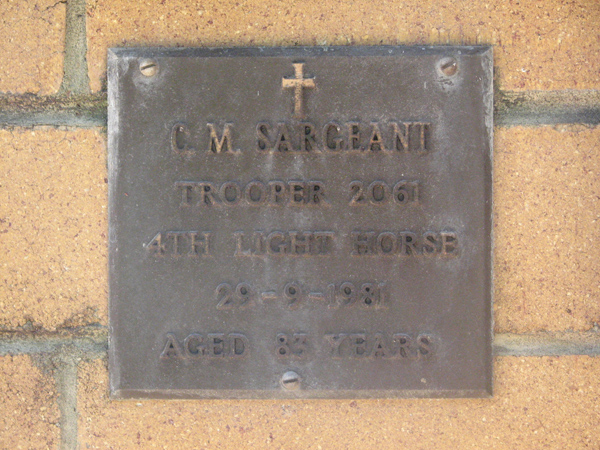 C. M. SARGEANT
TROOPER 2061
4TH LIGHT HORSE
29-9-1981
AGED 83 YEARS